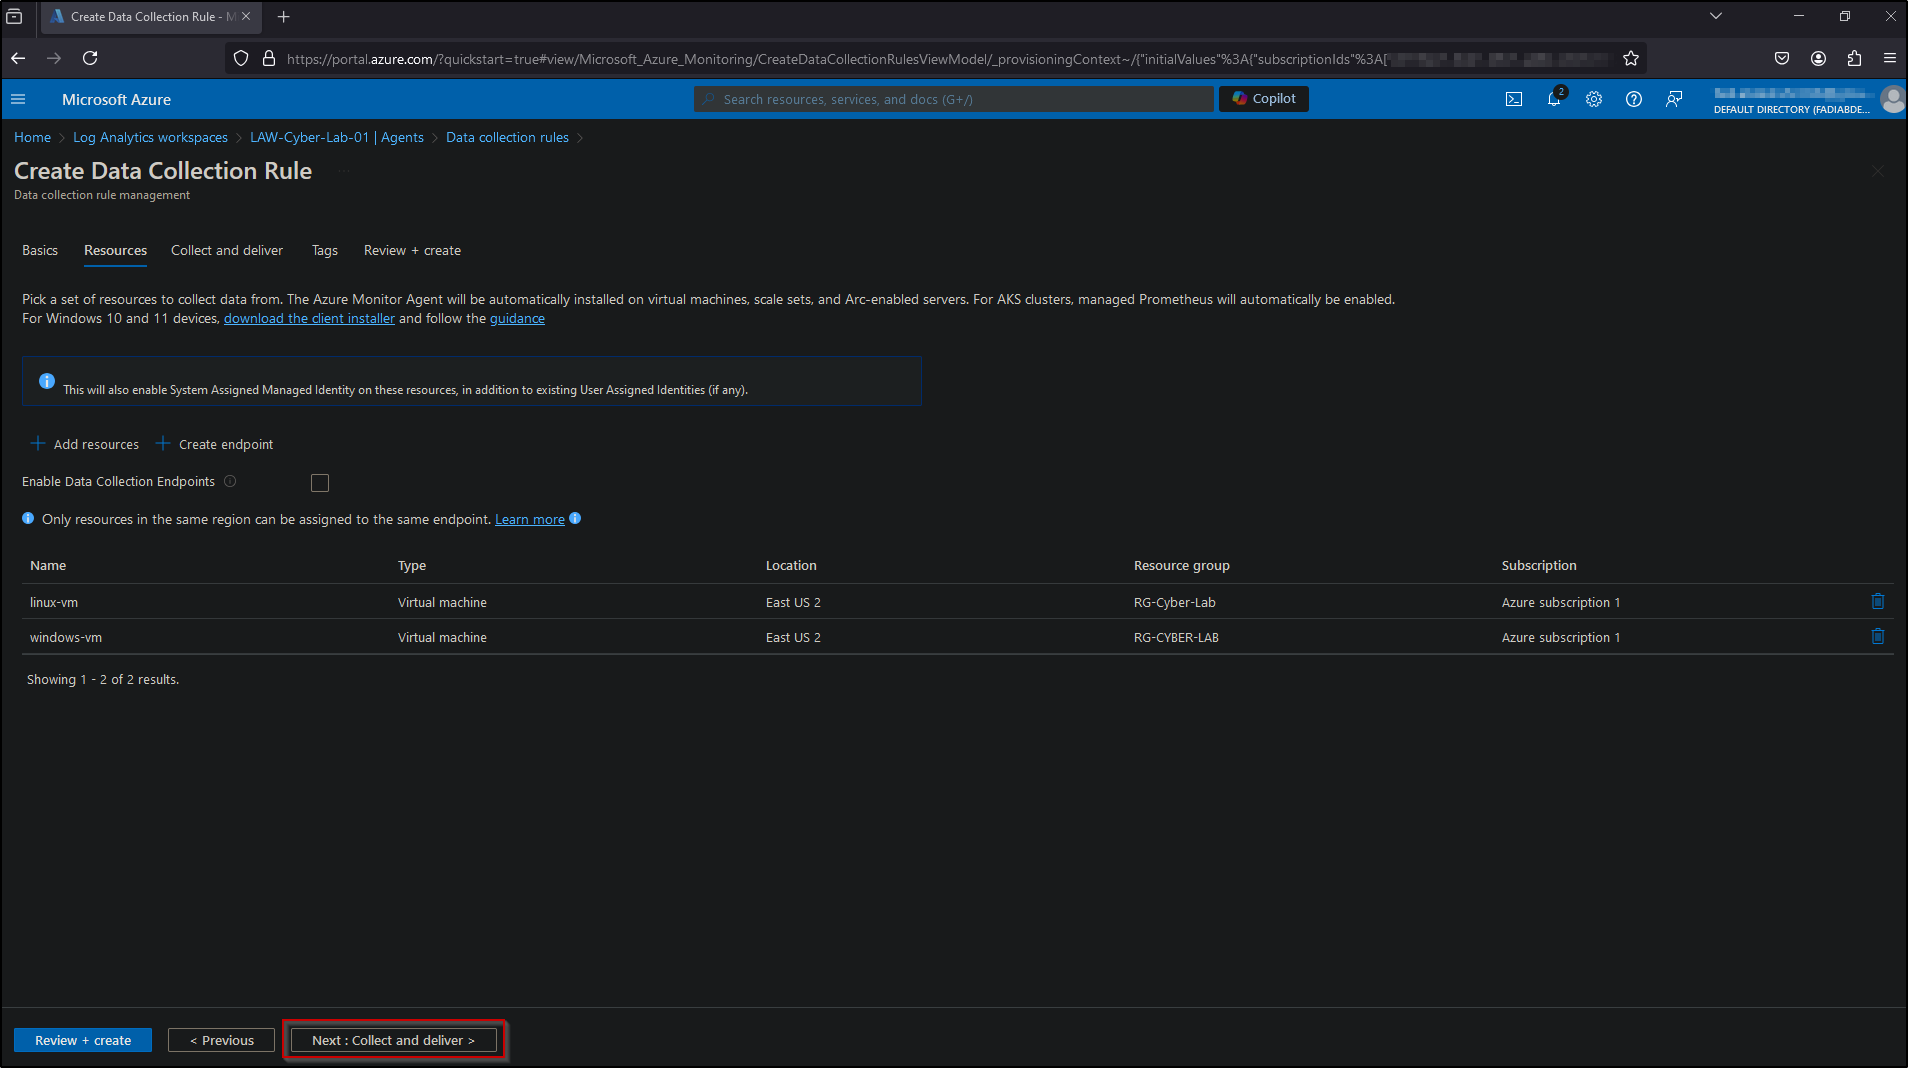 Create Data Collection Rule - M
https://portal.azure.com/?quickstart=true#view/Microsoft_Azure_Monitoring/CreateDataCollectionRulesViewModel/_provisioningContext~/{"initialValues"%3A{"subscriptionIds"%3A[
Microsoft Azure
Search resources, services, and docs (G+/)
Copilot
2
DEFAULT DIRECTORY (FADIABDE...
Home > Log Analytics workspaces > LAW-Cyber-Lab-01 | Agents > Data collection rules >
Create Data Collection Rule ...
Data collection rule management
Basics Resources Collect and deliver Tags Review + create
Pick a set of resources to collect data from. The Azure Monitor Agent will be automatically installed on virtual machines, scale sets, and Arc-enabled servers. For AKS clusters, managed Prometheus will automatically be enabled.
For Windows 10 and 11 devices, download the client installer and follow the guidance
This will also enable System Assigned Managed Identity on these resources, in addition to existing User Assigned Identities (if any).
+ Add resources + Create endpoint
Enable Data Collection Endpoints
Only resources in the same region can be assigned to the same endpoint. Learn more
Name Type Location Resource group Subscription
linux-vm Virtual machine East US 2 RG-Cyber-Lab Azure subscription 1
windows-vm Virtual machine East US 2 RG-CYBER-LAB Azure subscription 1
Showing 1 - 2 of 2 results.
Review + create < Previous Next : Collect and deliver >